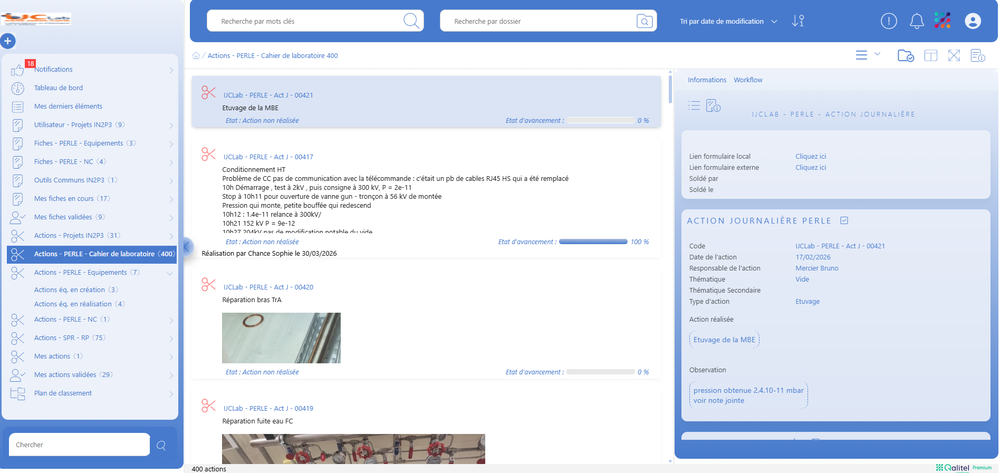 IJCLab
Recherche par mots clés
Recherche par dossier
Tri par date de modification
18
Notifications
Tableau de bord
Mes derniers éléments
Utilisateur - Projets IN2P3 (9)
Fiches - PERLE - Equipements (3)
Fiches - PERLE - NC (4)
Outils Communs IN2P3 (1)
Mes fiches en cours (17)
Mes fiches validées (9)
Actions - Projets IN2P3 (31)
Actions - PERLE - Cahier de laboratoire (400)
Actions - PERLE - Equipements (7)
Actions éq. en création (3)
Actions éq. en réalisation (4)
Actions - PERLE - NC (1)
Actions - SPR - RP (75)
Mes actions (1)
Mes actions validées (29)
Plan de classement
Chercher
/ Actions - PERLE - Cahier de laboratoire 400
IJCLab - PERLE - Act J - 00421
Etuvage de la MBE
Etat : Action non réalisée
Etat d'avancement : 0 %
IJCLab - PERLE - Act J - 00417
Conditionnement HT
Problème de CC pas de communication avec la télécommande : c'était un pb de cables RJ45 HS qui a été remplacé
10h Démarrage , test à 2kV , puis consigne à 300 kV, P = 2e-11
Stop à 10h11 pour ouverture de vanne gun - tronçon à 56 kV de montée
Pression qui monte, petite bouffée qui redescend
10h12 : 1.4e-11 relance à 300kV/
10h21 152 kV P = 9e-12
10h27 204kV pas de modification notable du vide
Etat : Action non réalisée
Etat d'avancement : 100 %
Réalisation par Chance Sophie le 30/03/2026
IJCLab - PERLE - Act J - 00420
Réparation bras TrA
Etat : Action non réalisée
Etat d'avancement : 0 %
IJCLab - PERLE - Act J - 00419
Réparation fuite eau FC
400 actions
Informations Workflow
IJCLAB - PERLE - ACTION JOURNALIÈRE
Lien formulaire local Cliquez ici
Lien formulaire externe Cliquez ici
Soldé par
Soldé le
ACTION JOURNALIÈRE PERLE
Code IJCLab - PERLE - Act J - 00421
Date de l'action 17/02/2026
Responsable de l'action Mercier Bruno
Thématique Vide
Thématique Secondaire
Type d'action Etuvage
Action réalisée
Etuvage de la MBE
Observation
pression obtenue 2.4.10-11 mbar
voir note jointe
Qalitel Premium